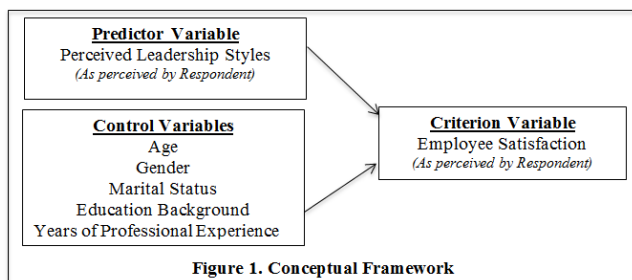 Predictor Variable
Perceived Leadership Styles
(As perceived by Respondent)
Control Variables
Age
Gender
Marital Status
Education Background
Years of Professional Experience
Criterion Variable
Employee Satisfaction
(As perceived by Respondent)
Figure 1. Conceptual Framework